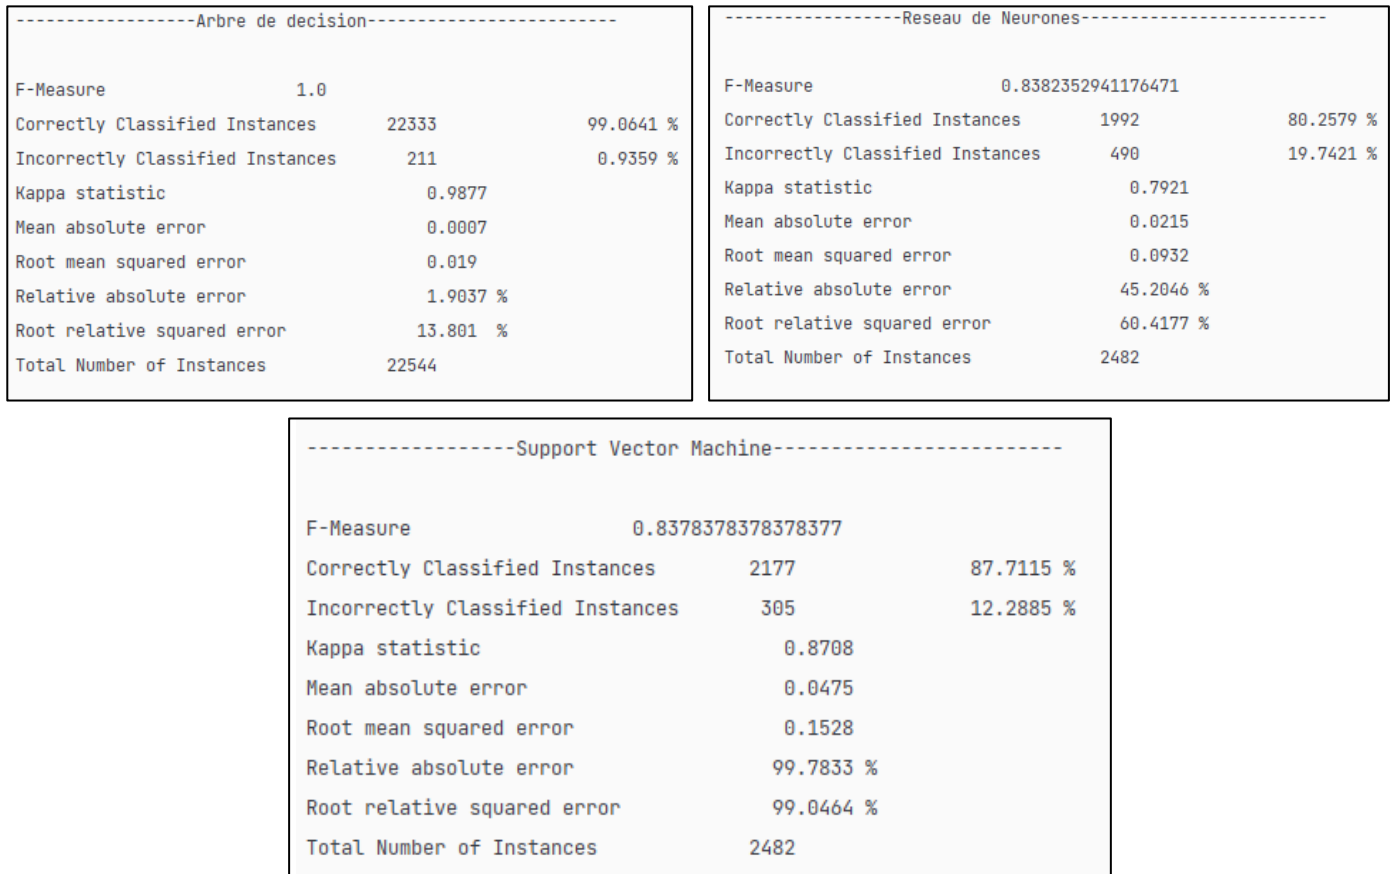 ------------------Arbre de decision-------------------------
F-Measure 1.0
Correctly Classified Instances 22333 99.0641 %
Incorrectly Classified Instances 211 0.9359 %
Kappa statistic 0.9877
Mean absolute error 0.0007
Root mean squared error 0.019
Relative absolute error 1.9037 %
Root relative squared error 13.801 %
Total Number of Instances 22544
------------------Reseau de Neurones-------------------------
F-Measure 0.8382352941176471
Correctly Classified Instances 1992 80.2579 %
Incorrectly Classified Instances 490 19.7421 %
Kappa statistic 0.7921
Mean absolute error 0.0215
Root mean squared error 0.0932
Relative absolute error 45.2046 %
Root relative squared error 60.4177 %
Total Number of Instances 2482
------------------Support Vector Machine-------------------------
F-Measure 0.8378378378378377
Correctly Classified Instances 2177 87.7115 %
Incorrectly Classified Instances 305 12.2885 %
Kappa statistic 0.8708
Mean absolute error 0.0475
Root mean squared error 0.1528
Relative absolute error 99.7833 %
Root relative squared error 99.0464 %
Total Number of Instances 2482